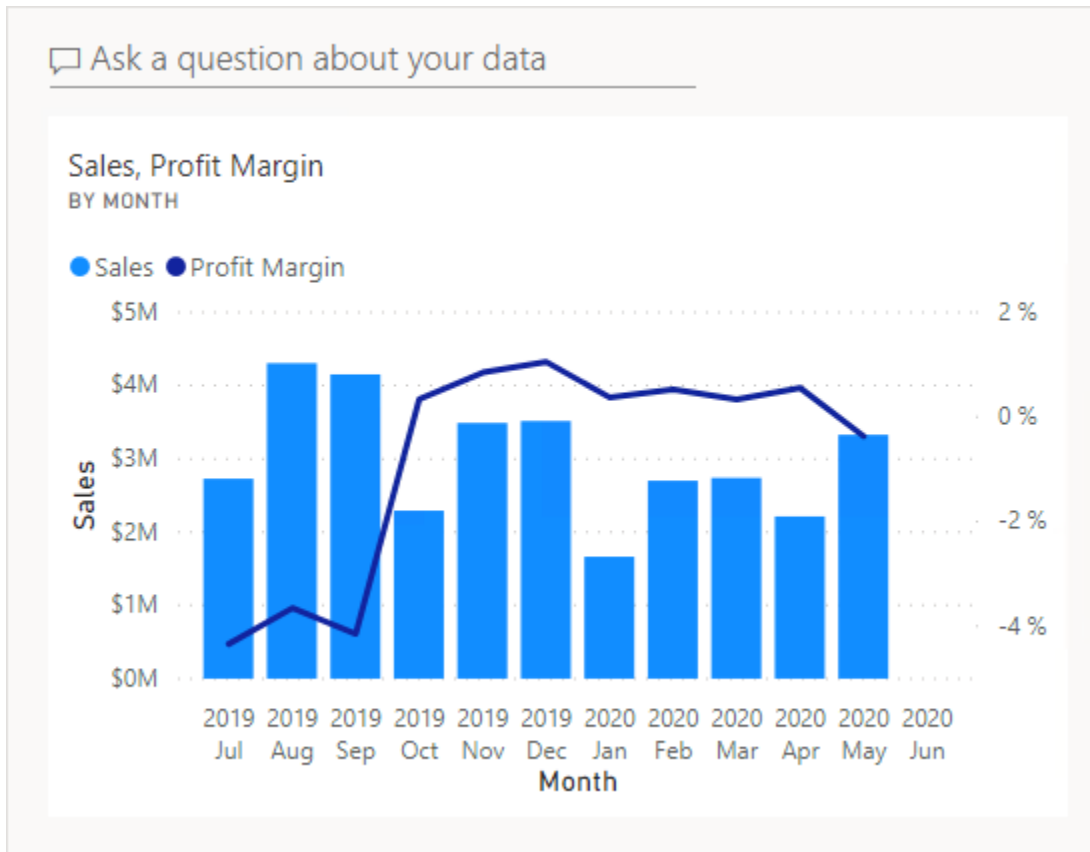 Ask a question about your data
Sales, Profit Margin
BY MONTH
Sales Profit Margin
$5M
$4M
$3M
$2M
$1M
$0M
Sales
2 %
0 %
-2 %
-4 %
2019 2019 2019 2019 2019 2019 2020 2020 2020 2020 2020 2020
Jul Aug Sep Oct Nov Dec Jan Feb Mar Apr May Jun
Month